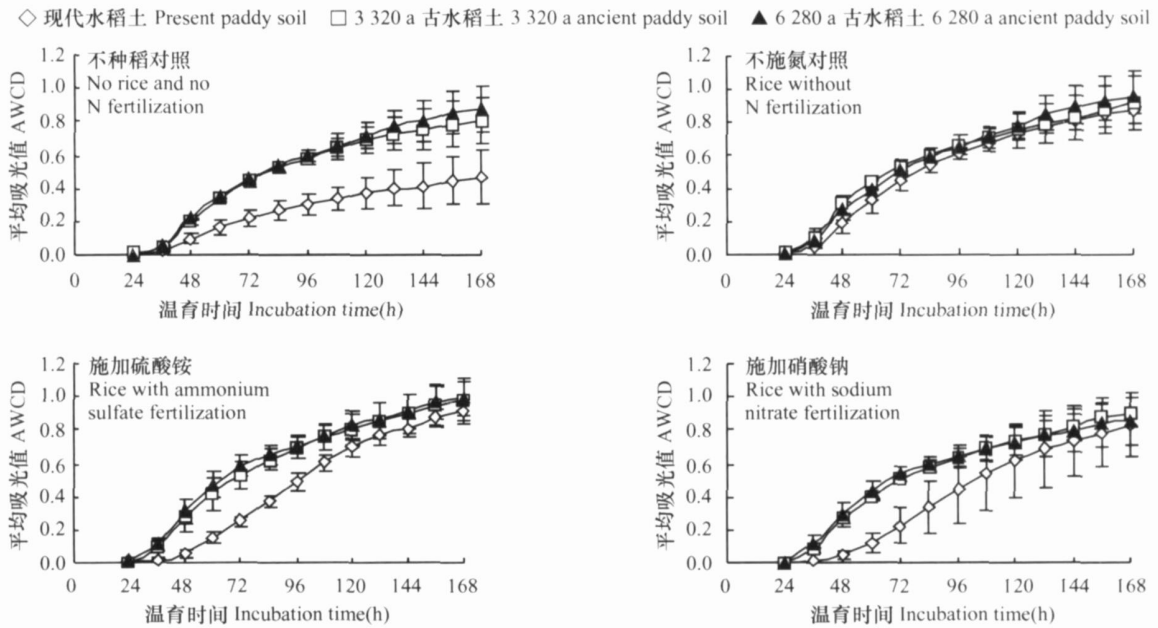 现代水稻土 Present paddy soil 3 320 a 古水稻土 3 320 a ancient paddy soil 6 280 a 古水稻土 6 280 a ancient paddy soil
平均吸光值 AWCD
1.2
1.0
0.8
0.6
0.4
0.2
0.0
不种稻对照
No rice and no
N fertilization
0 24 48 72 96 120 144 168
温育时间 Incubation time(h)
平均吸光值 AWCD
1.2
1.0
0.8
0.6
0.4
0.2
0.0
不施氮对照
Rice without
N fertilization
0 24 48 72 96 120 144 168
温育时间 Incubation time(h)
平均吸光值 AWCD
1.2
1.0
0.8
0.6
0.4
0.2
0.0
施加硫酸铵
Rice with ammonium
sulfate fertilization
0 24 48 72 96 120 144 168
温育时间 Incubation time(h)
平均吸光值 AWCD
1.2
1.0
0.8
0.6
0.4
0.2
0.0
施加硝酸钠
Rice with sodium
nitrate fertilization
0 24 48 72 96 120 144 168
温育时间 Incubation time(h)